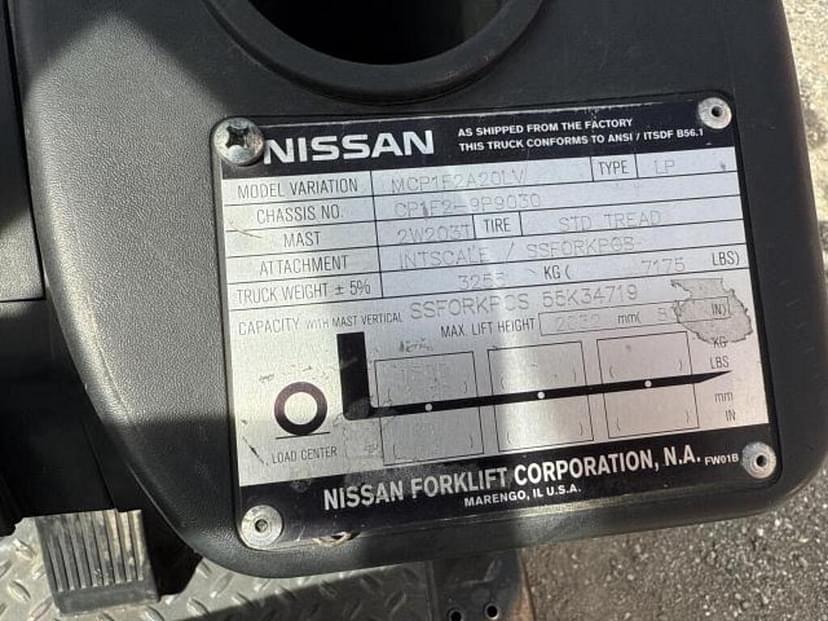 NISSAN
AS SHIPPED FROM THE FACTORY
THIS TRUCK CONFORMS TO ANSI / ITSDF B56.1
MODEL VARIATION MCP1F2A20LV TYPE LP
CHASSIS NO. CP1F2-9P9030
MAST 2W203T TIRE STD TREAD
ATTACHMENT INTSCALE / SSFORKPGS
TRUCK WEIGHT ± 5% 3255 KG ( 7175 LBS)
CAPACITY WITH MAST VERTICAL SSFORKPCS 55K34719
MAX. LIFT HEIGHT mm( IN)
KG
( ) ( ) ( ) LBS
mm
( ) ( ) ( ) IN
LOAD CENTER
NISSAN FORKLIFT CORPORATION, N.A. FW01B
MARENGO, IL U.S.A.